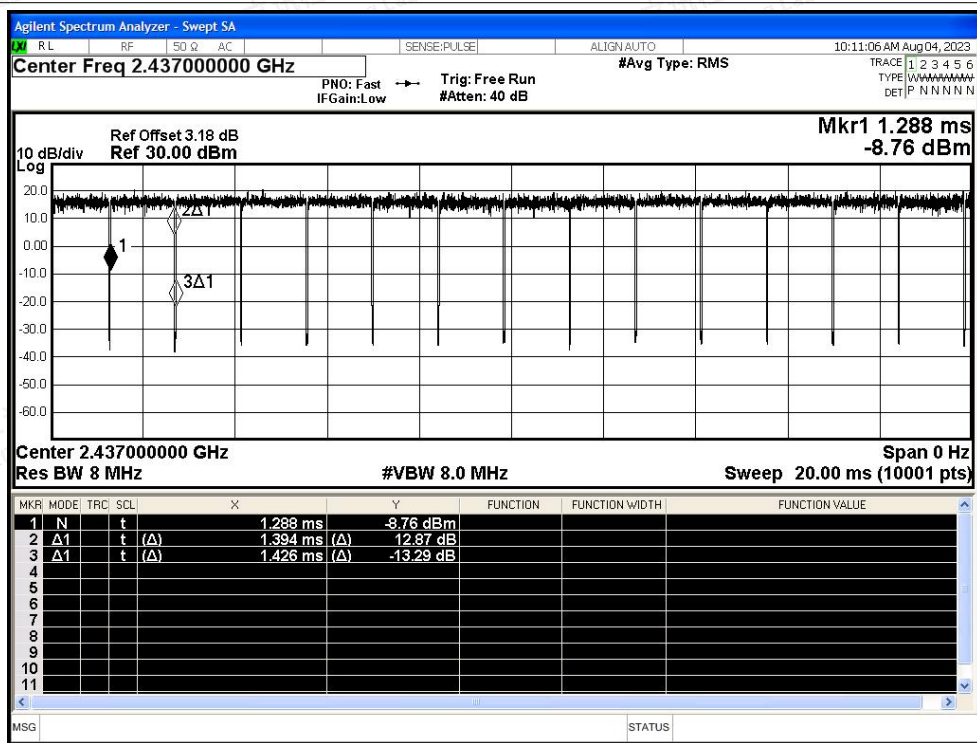 Agilent Spectrum Analyzer - Swept SA
LXI RL RF 50 Ω AC SENSE:PULSE ALIGN AUTO 10:11:06 AM Aug 04, 2023
Center Freq 2.437000000 GHz #Avg Type: RMS TRACE 1 2 3 4 5 6
PNO: Fast Trig: Free Run TYPE WWWWWW
IFGain:Low #Atten: 40 dB DET P N N N N N
Mkr1 1.288 ms
Ref Offset 3.18 dB
10 dB/div Ref 30.00 dBm -8.76 dBm
Log
20.0
10.0 2Δ1
0.00 1
-10.0
3Δ1
-20.0
-30.0
-40.0
-50.0
-60.0
Center 2.437000000 GHz Span 0 Hz
Res BW 8 MHz #VBW 8.0 MHz Sweep 20.00 ms (10001 pts)
MKR MODE TRC SCL X Y FUNCTION FUNCTION WIDTH FUNCTION VALUE
1 N t 1.288 ms -8.76 dBm
2 Δ1 t (Δ) 1.394 ms (Δ) 12.87 dB
3 Δ1 t (Δ) 1.426 ms (Δ) -13.29 dB
4
5
6
7
8
9
10
11
MSG STATUS